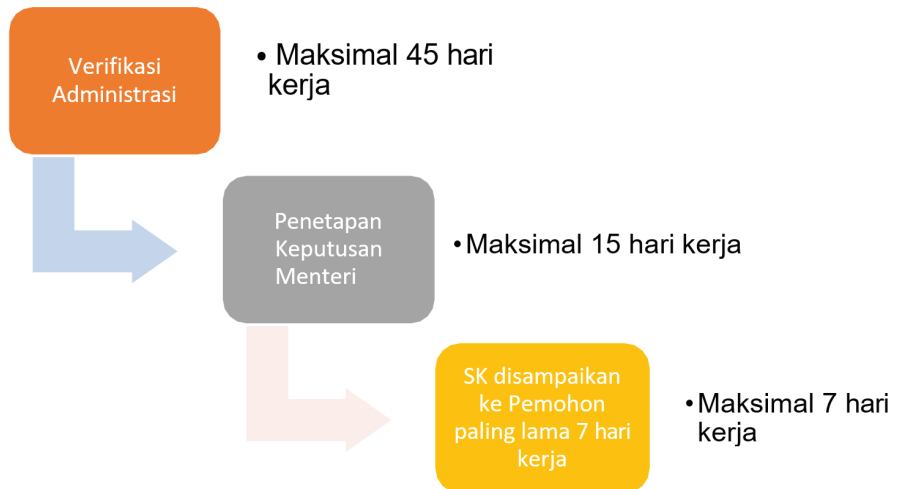 Verifikasi
Administrasi
• Maksimal 45 hari
kerja
Penetapan
Keputusan
Menteri
• Maksimal 15 hari kerja
SK disampaikan
ke Pemohon
paling lama 7 hari
kerja
• Maksimal 7 hari
kerja